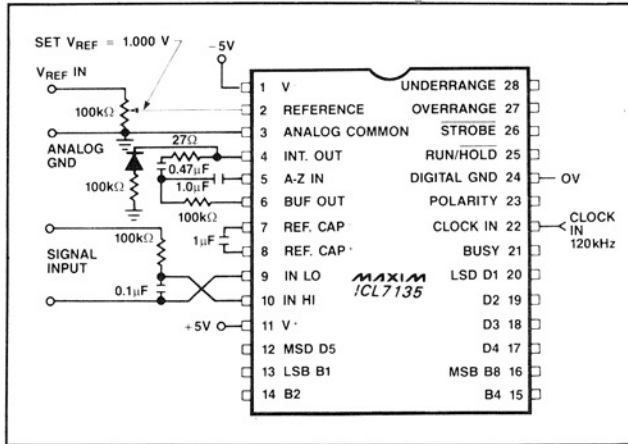 SET VREF = 1.000 V
−5V
VREF IN
100kΩ
ANALOG
GND
27Ω
0.47µF
1.0µF
100kΩ
100kΩ
100kΩ
1µF
SIGNAL
INPUT
0.1µF
+5V
1 V
2 REFERENCE
3 ANALOG COMMON
4 INT. OUT
5 A-Z IN
6 BUF OUT
7 REF. CAP
8 REF. CAP
9 IN LO
10 IN HI
11 V+
12 MSD D5
13 LSB B1
14 B2
MAXIM
ICL7135
UNDERRANGE 28
OVERRANGE 27
STROBE 26
RUN/HOLD 25
DIGITAL GND 24
0V
POLARITY 23
CLOCK IN 22
CLOCK
IN
120kHz
BUSY 21
LSD D1 20
D2 19
D3 18
D4 17
MSB B8 16
B4 15